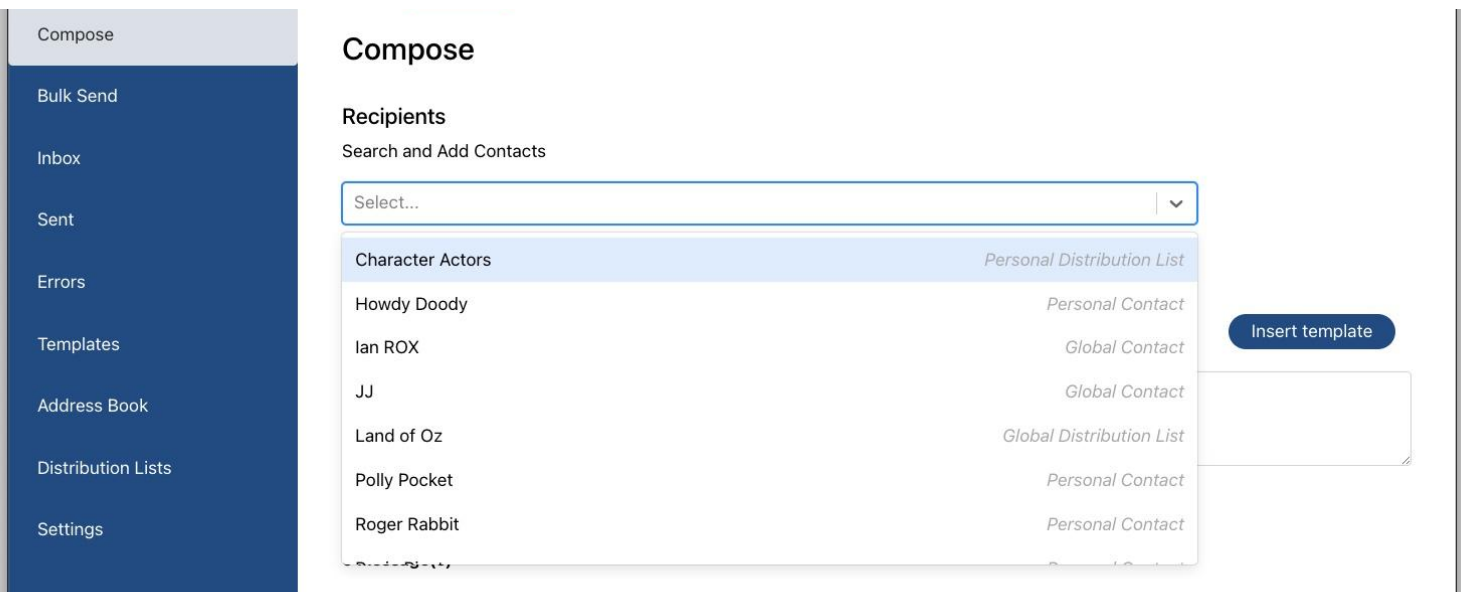 Compose
Bulk Send
Inbox
Sent
Errors
Templates
Address Book
Distribution Lists
Settings
Compose
Recipients
Search and Add Contacts
Select...
Character Actors Personal Distribution List
Howdy Doody Personal Contact
Ian ROX Global Contact
JJ Global Contact
Land of Oz Global Distribution List
Polly Pocket Personal Contact
Roger Rabbit Personal Contact
Insert template